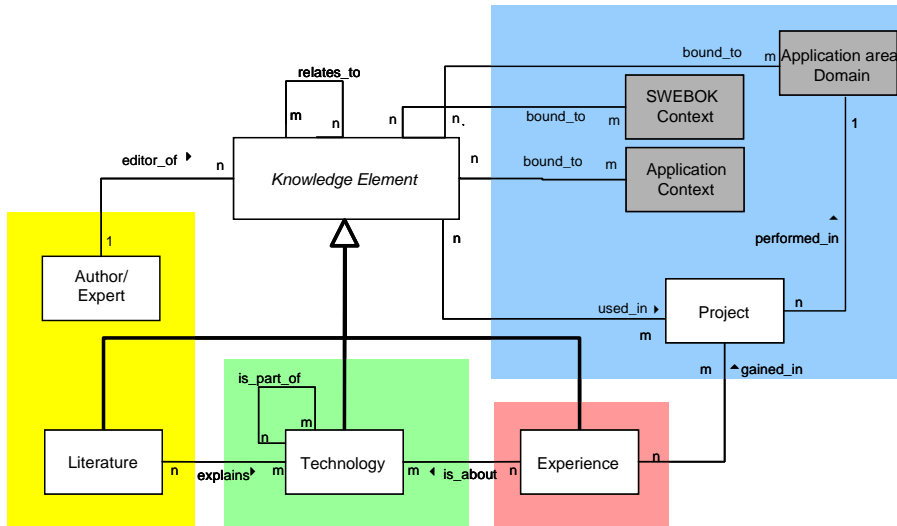 relates_to
m
n
bound_to
m
Application area
Domain
n
n.
bound_to
m
SWEBOK
Context
1
editor_of
n
Knowledge Element
n
bound_to
m
Application
Context
n
1
performed_in
Author/
Expert
used_in
m
Project
n
is_part_of
m
n
m
gained_in
Literature
n
explains
m
Technology
m
is_about
n
Experience
n